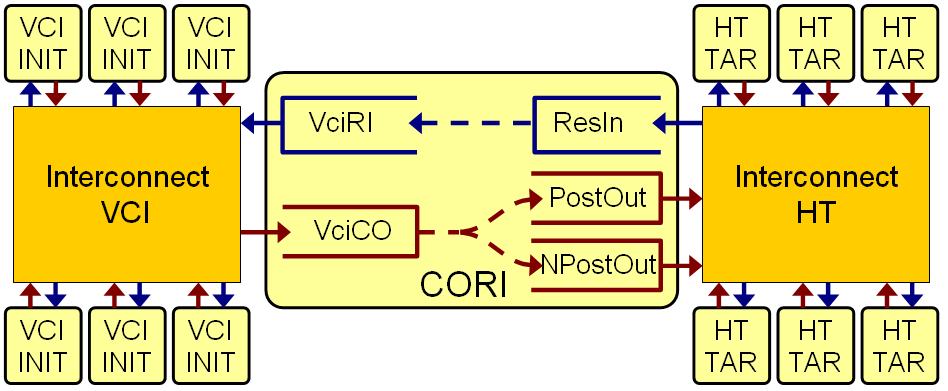 VCI
INIT
VCI
INIT
VCI
INIT
HT
TAR
HT
TAR
HT
TAR
VciRI
ResIn
Interconnect
VCI
Interconnect
HT
PostOut
VciCO
NPostOut
CORI
VCI
INIT
VCI
INIT
VCI
INIT
HT
TAR
HT
TAR
HT
TAR